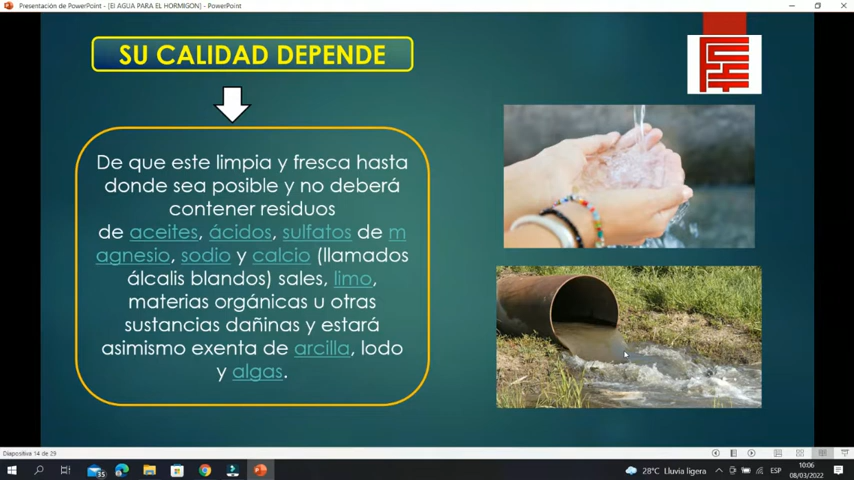 Presentación de PowerPoint - [El AGUA PARA EL HORMIGON] - PowerPoint
SU CALIDAD DEPENDE
De que este limpia y fresca hasta
donde sea posible y no deberá
contener residuos
de aceites, ácidos, sulfatos de m
agnesio, sodio y calcio (llamados
álcalis blandos) sales, limo,
materias orgánicas u otras
sustancias dañinas y estará
asimismo exenta de arcilla, lodo
y algas.
Diapositiva 14 de 29
35
28°C Lluvia ligera
ESP
10:06
08/03/2022